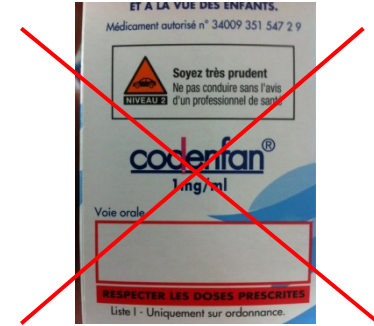 ET A LA VUE DES ENFANTS.
Médicament autorisé n° 34009 351 547 2 9
Soyez très prudent
Ne pas conduire sans l'avis
NIVEAU 2 d'un professionnel de santé
codenfan®
1mg/ml
Voie orale
RESPECTER LES DOSES PRESCRITES
Liste I - Uniquement sur ordonnance.